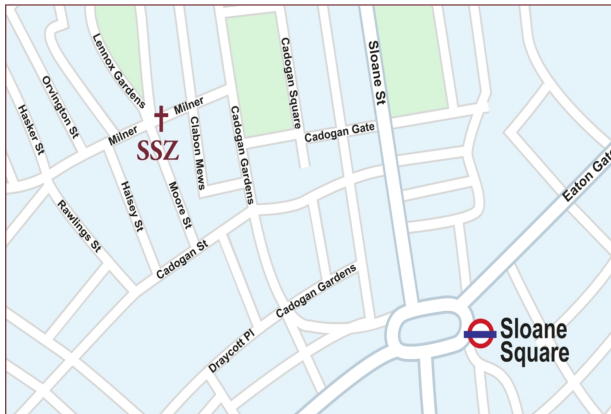 Lennox Gardens
Orvington St
Hasker St
Milner
Milner
SSZ
Clabon Mews
Cadogan Gardens
Cadogan Square
Sloane St
Cadogan Gate
Eaton Gate
Rawlings St
Halsey St
Moore St
Cadogan St
Cadogan Gardens
Draycott Pl
Sloane
Square